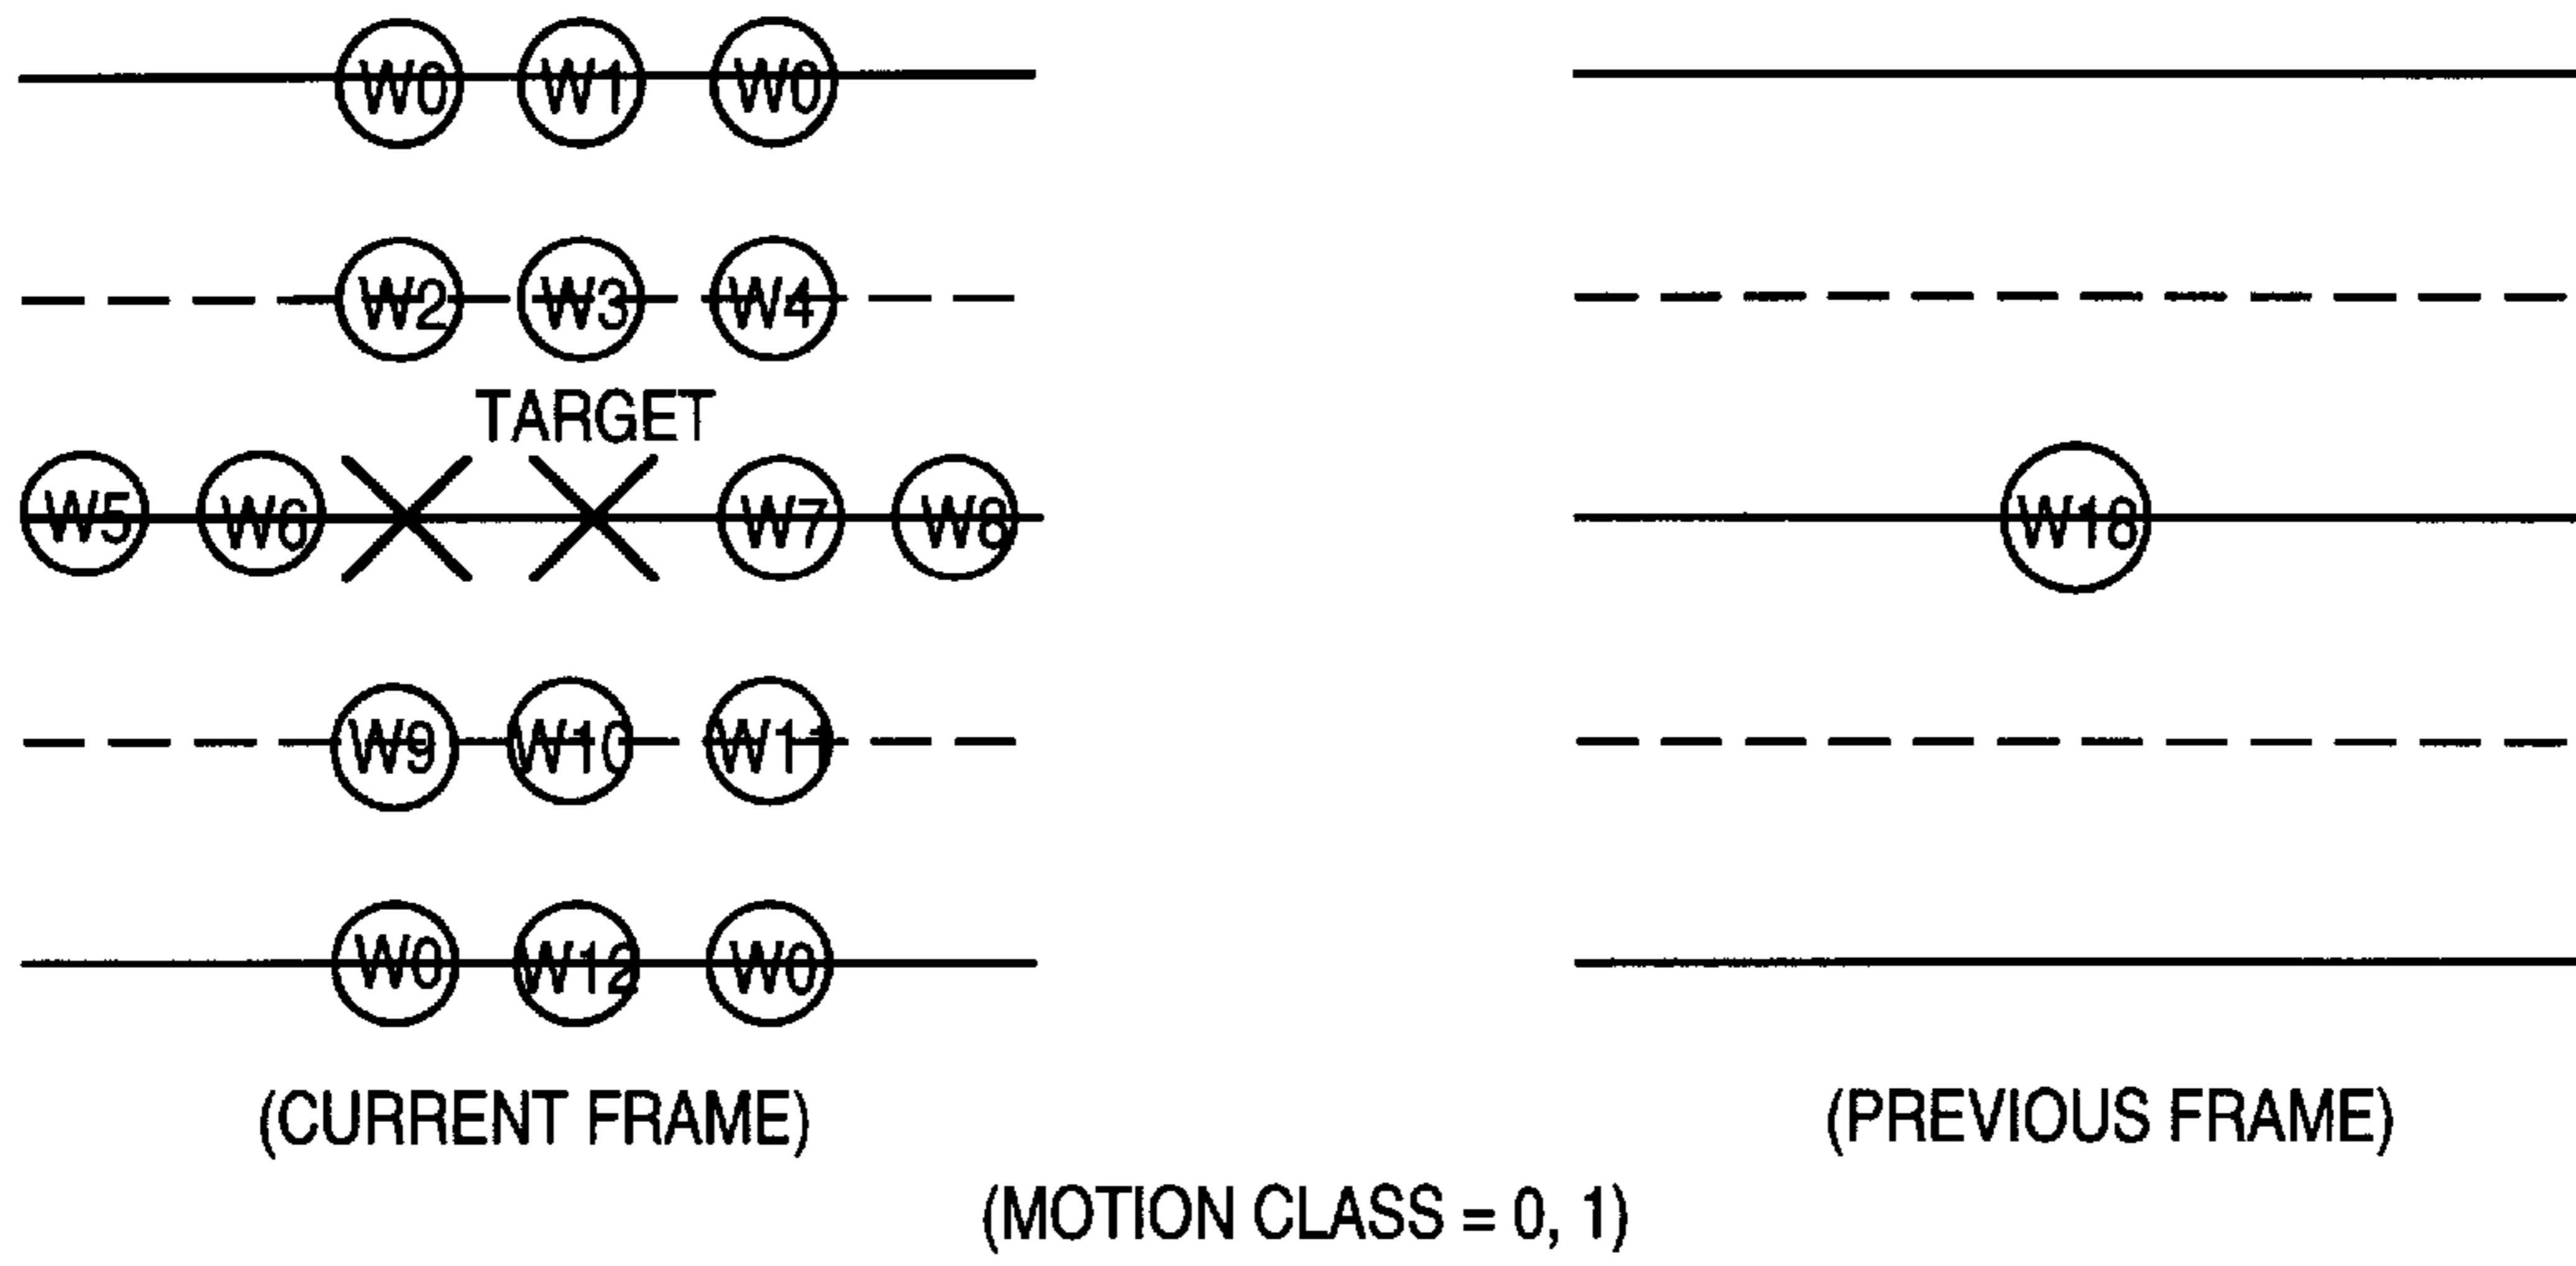 W0 W1 W0
W2 W3 W4
TARGET
W5 W6 W7 W8 W18
W9 W10 W11
W0 W12 W0
(CURRENT FRAME) (PREVIOUS FRAME)
(MOTION CLASS = 0, 1)